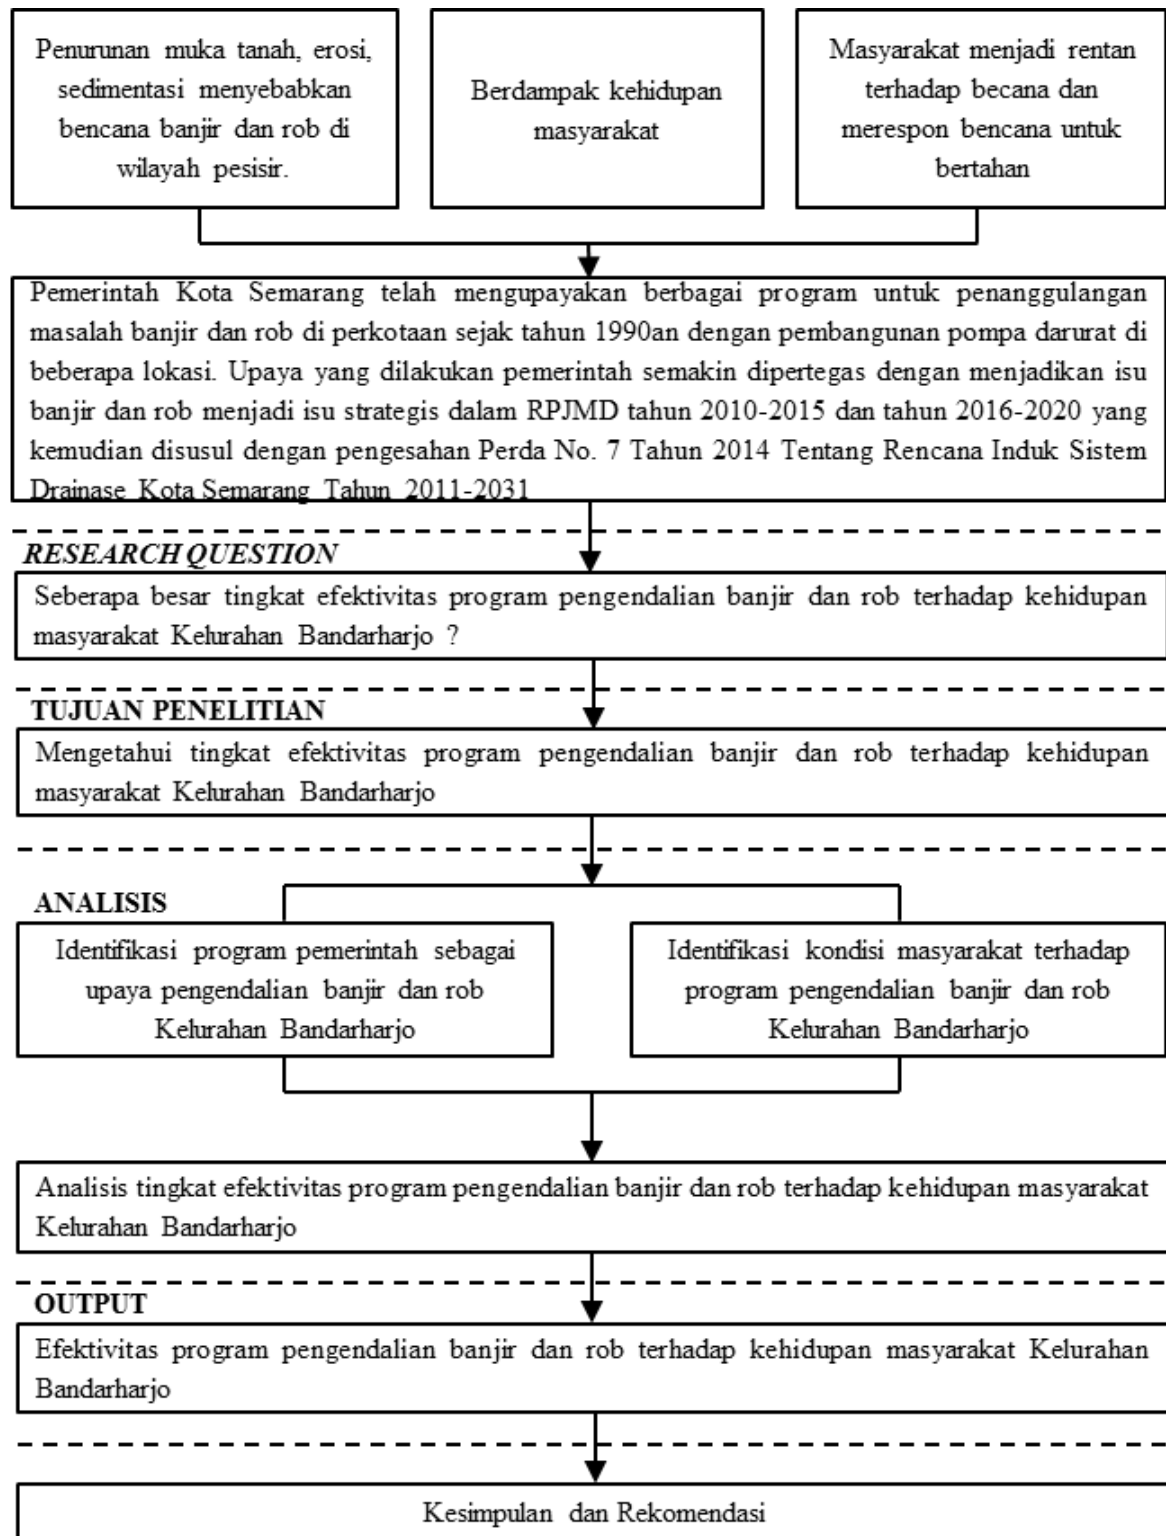 Penurunan muka tanah, erosi,
sedimentasi menyebabkan
bencana banjir dan rob di
wilayah pesisir.
Berdampak kehidupan
masyarakat
Masyarakat menjadi rentan
terhadap becana dan
merespon bencana untuk
bertahan
Pemerintah Kota Semarang telah mengupayakan berbagai program untuk penanggulangan
masalah banjir dan rob di perkotaan sejak tahun 1990an dengan pembangunan pompa darurat di
beberapa lokasi. Upaya yang dilakukan pemerintah semakin dipertegas dengan menjadikan isu
banjir dan rob menjadi isu strategis dalam RPJMD tahun 2010-2015 dan tahun 2016-2020 yang
kemudian disusul dengan pengesahan Perda No. 7 Tahun 2014 Tentang Rencana Induk Sistem
Drainase Kota Semarang Tahun 2011-2031
RESEARCH QUESTION
Seberapa besar tingkat efektivitas program pengendalian banjir dan rob terhadap kehidupan
masyarakat Kelurahan Bandarharjo ?
TUJUAN PENELITIAN
Mengetahui tingkat efektivitas program pengendalian banjir dan rob terhadap kehidupan
masyarakat Kelurahan Bandarharjo
ANALISIS
Identifikasi program pemerintah sebagai
upaya pengendalian banjir dan rob
Kelurahan Bandarharjo
Identifikasi kondisi masyarakat terhadap
program pengendalian banjir dan rob
Kelurahan Bandarharjo
Analisis tingkat efektivitas program pengendalian banjir dan rob terhadap kehidupan masyarakat
Kelurahan Bandarharjo
OUTPUT
Efektivitas program pengendalian banjir dan rob terhadap kehidupan masyarakat Kelurahan
Bandarharjo
Kesimpulan dan Rekomendasi